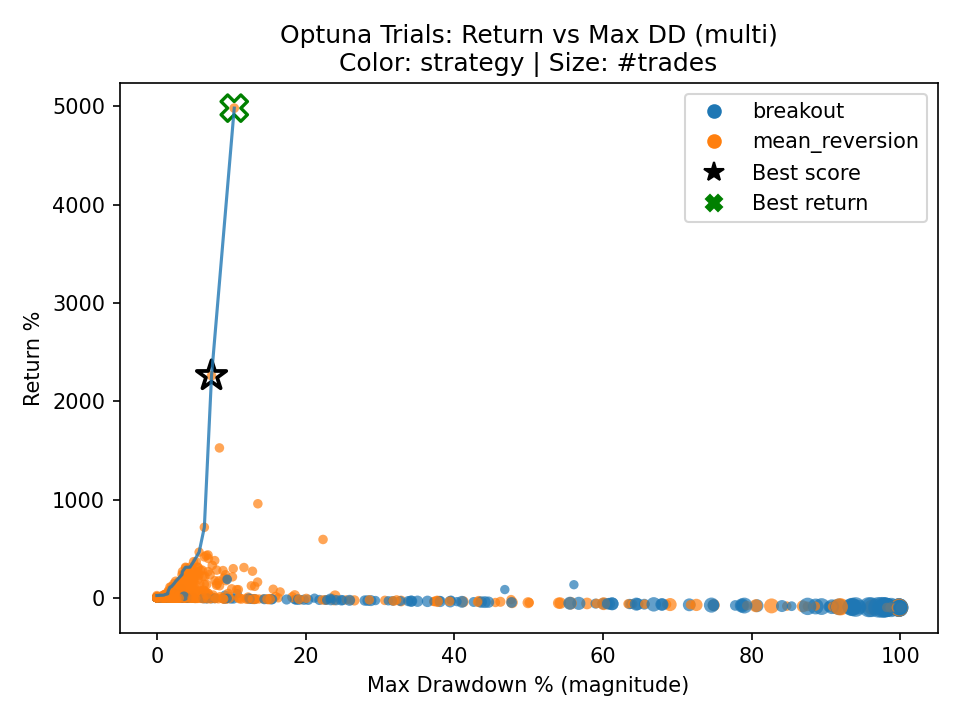 Optuna Trials: Return vs Max DD (multi)
Color: strategy | Size: #trades
5000
4000
3000
2000
1000
0
Return %
breakout
mean_reversion
Best score
Best return
0
20
40
60
80
100
Max Drawdown % (magnitude)